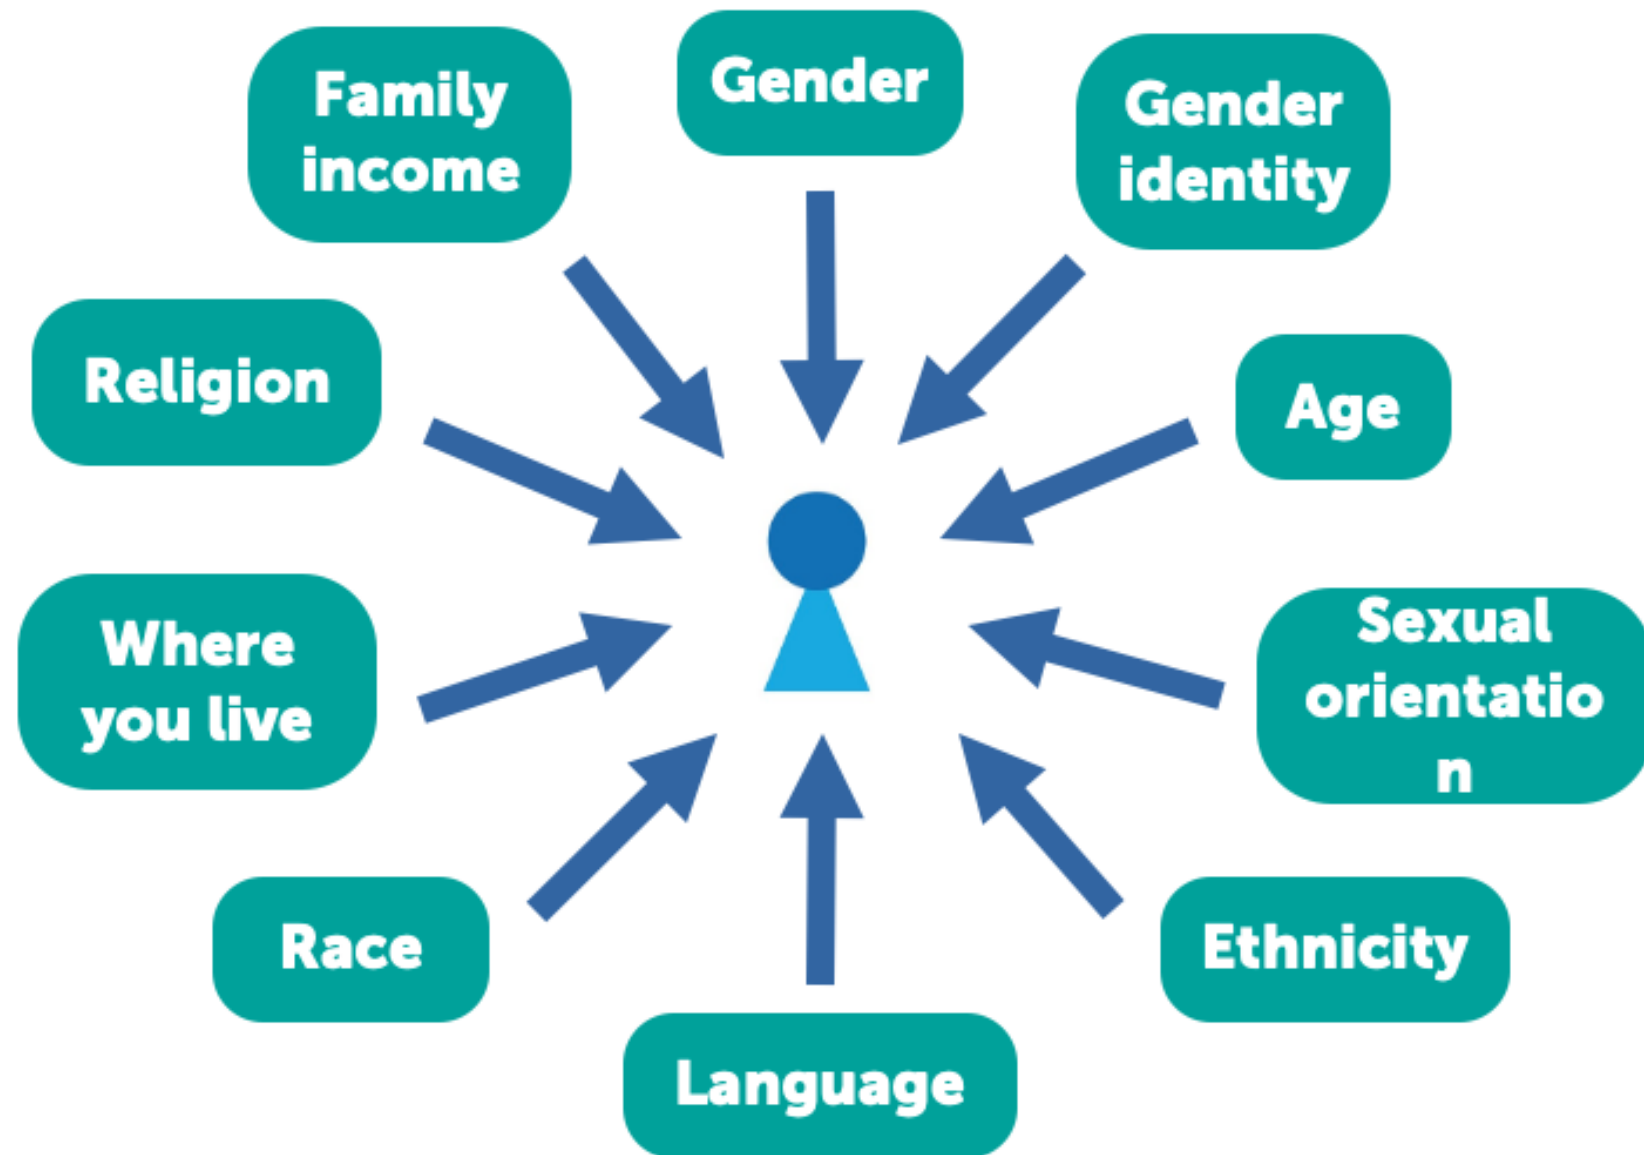 Family
income
Gender
Gender
identity
Religion
Age
Where
you live
Sexual
orientatio
n
Race
Ethnicity
Language